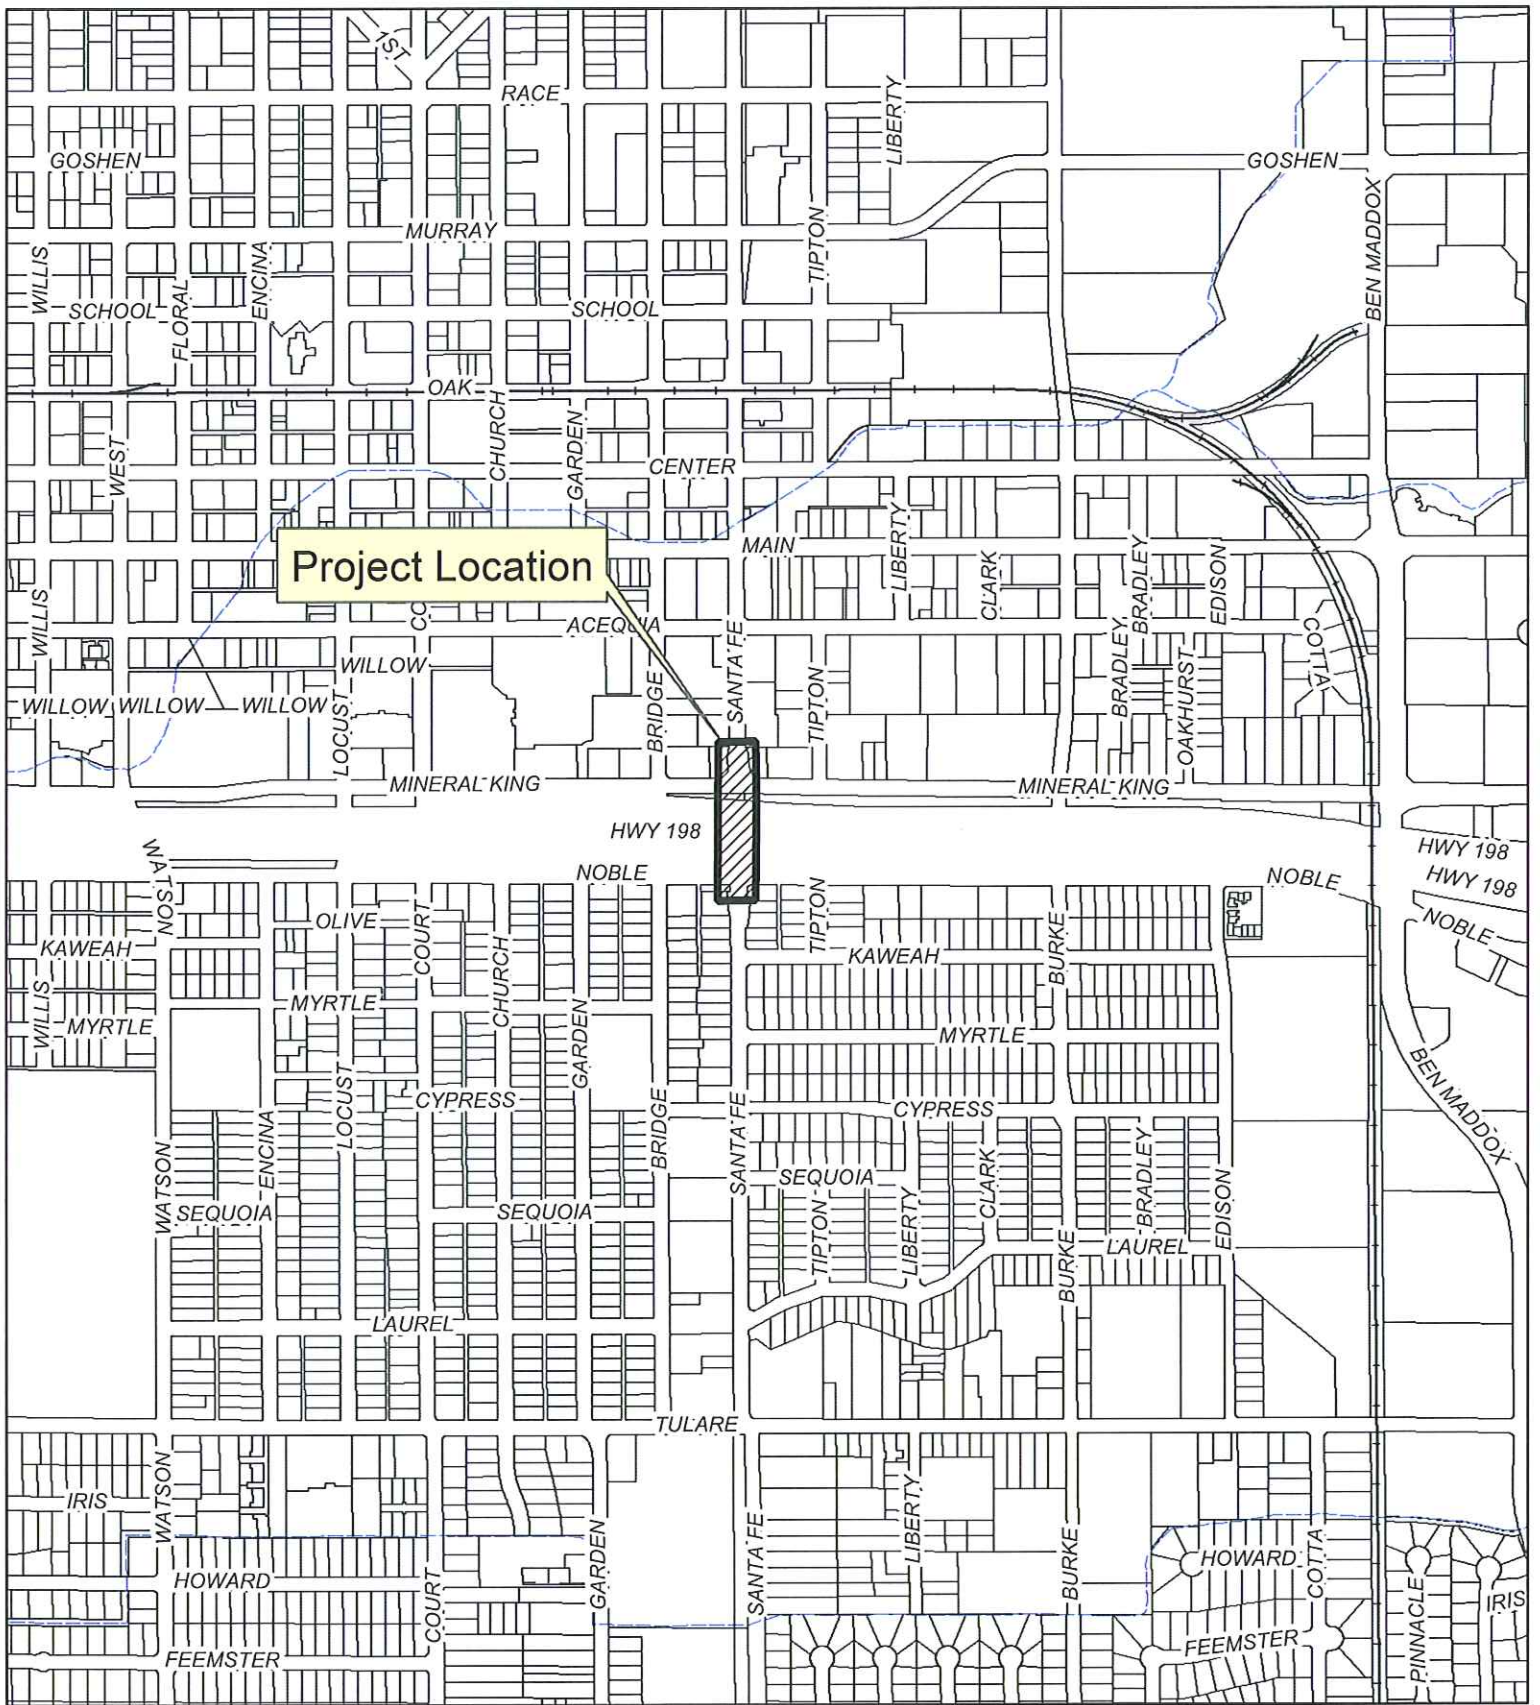 1ST
RACE
LIBERTY
GOSHEN
GOSHEN
BEN MADDOX
MURRAY
TIPTON
WILLIS
ENCINA
FLORAL
SCHOOL
SCHOOL
OAK
CHURCH
GARDEN
WEST
CENTER
MAIN
LIBERTY
CLARK
BRADLEY
EDISON
Project Location
WILLIS
CO
ACEQUIA
SANTA FE
COTTA
WILLOW
BRIDGE
TIPTON
BRADLEY
OAKHURST
WILLOW
WILLOW
WILLOW
LOCUST
MINERAL KING
MINERAL KING
HWY 198
HWY 198
HWY 198
WATSON
NOBLE
NOBLE
NOBLE
OLIVE
COURT
CHURCH
TIPTON
BURKE
KAWEAH
KAWEAH
WILLIS
MYRTLE
MYRTLE
GARDEN
MYRTLE
BEN MADDOX
LOCUST
CYPRESS
BRIDGE
SANTA FE
CYPRESS
ENCINA
WATSON
SEQUOIA
CLARK
BRADLEY
EDISON
SEQUOIA
SEQUOIA
TIPTON
LIBERTY
BURKE
LAUREL
LAUREL
TULARE
WATSON
IRIS
LIBERTY
GARDEN
SANTA FE
BURKE
HOWARD
COURT
HOWARD
COTTA
PINNACLE
IRIS
FEEMSTER
FEEMSTER